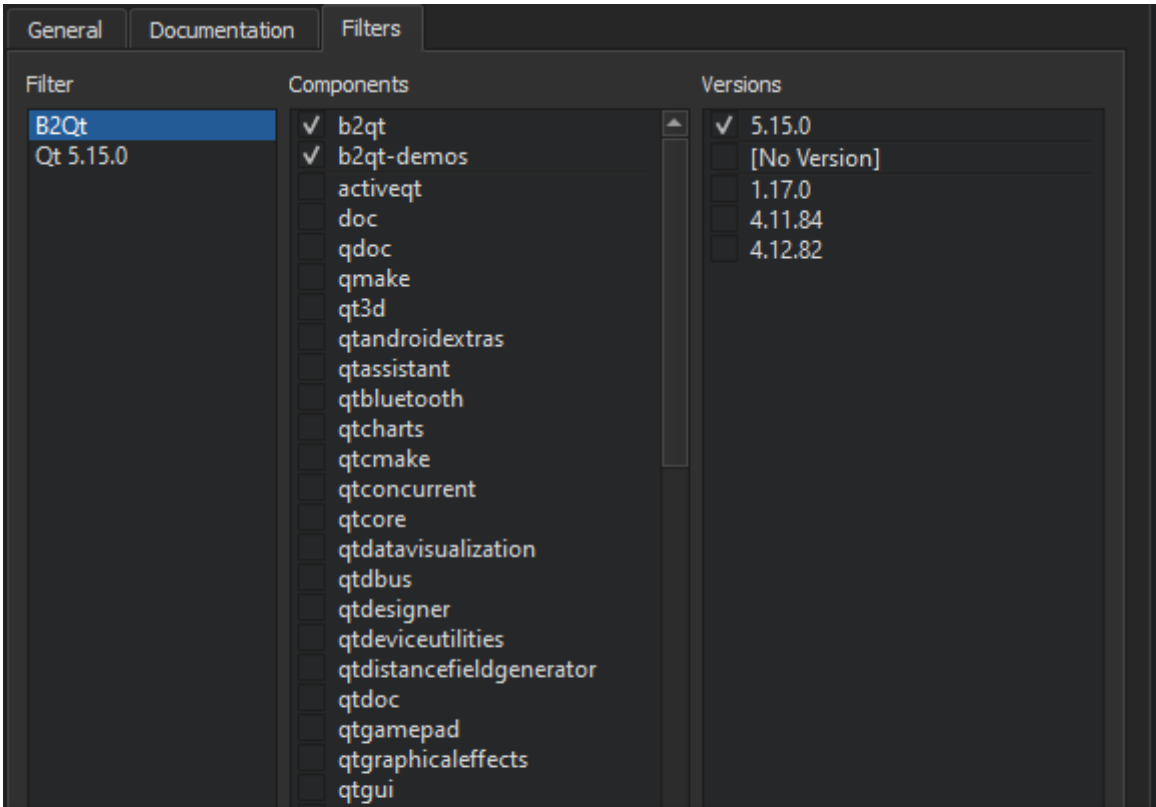 General Documentation Filters
Filter
B2Qt
Qt 5.15.0
Components
b2qt
b2qt-demos
activeqt
doc
qdoc
qmake
qt3d
qtandroidextras
qtassistant
qtbluetooth
qtcharts
qtcmake
qtconcurrent
qtcore
qtdatavisualization
qtdbus
qtdesigner
qtdeviceutilities
qtdistancefieldgenerator
qtdoc
qtgamepad
qtgraphicaleffects
qtgui
Versions
5.15.0
[No Version]
1.17.0
4.11.84
4.12.82